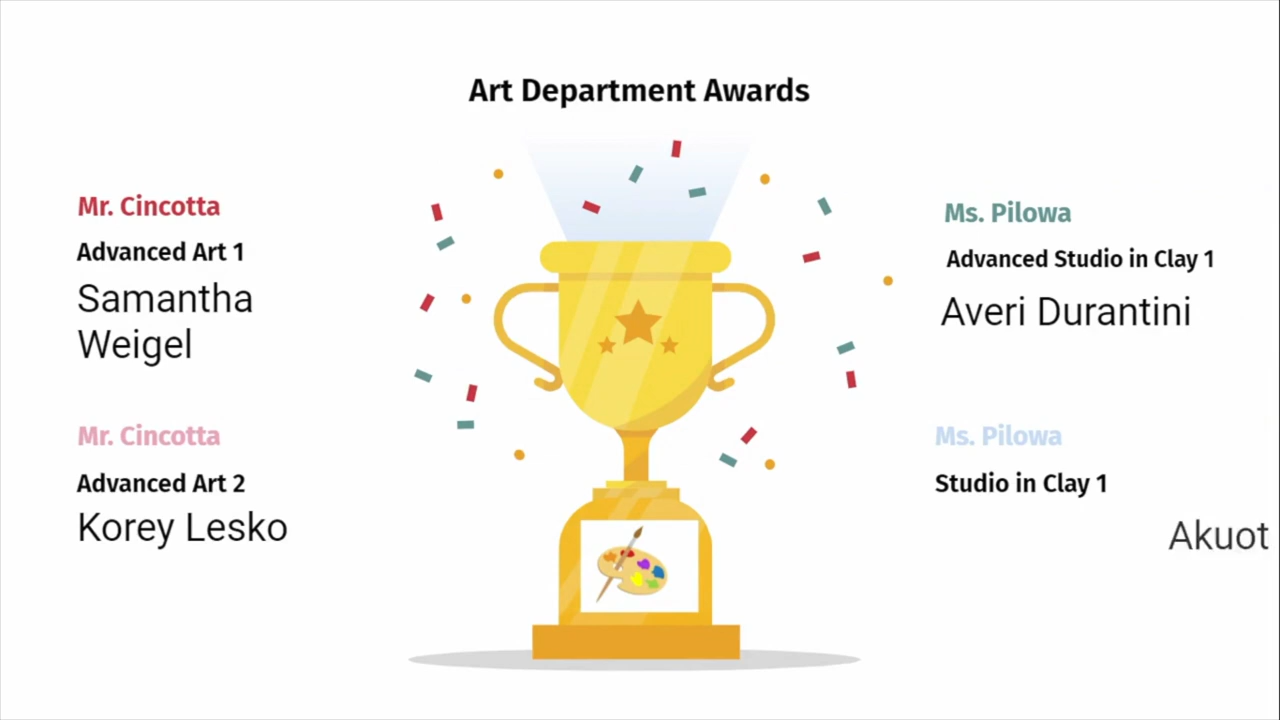 Art Department Awards
Mr. Cincotta
Advanced Art 1
Samantha
Weigel
Mr. Cincotta
Advanced Art 2
Korey Lesko
Ms. Pilowa
Advanced Studio in Clay 1
Averi Durantini
Ms. Pilowa
Studio in Clay 1
Akuot